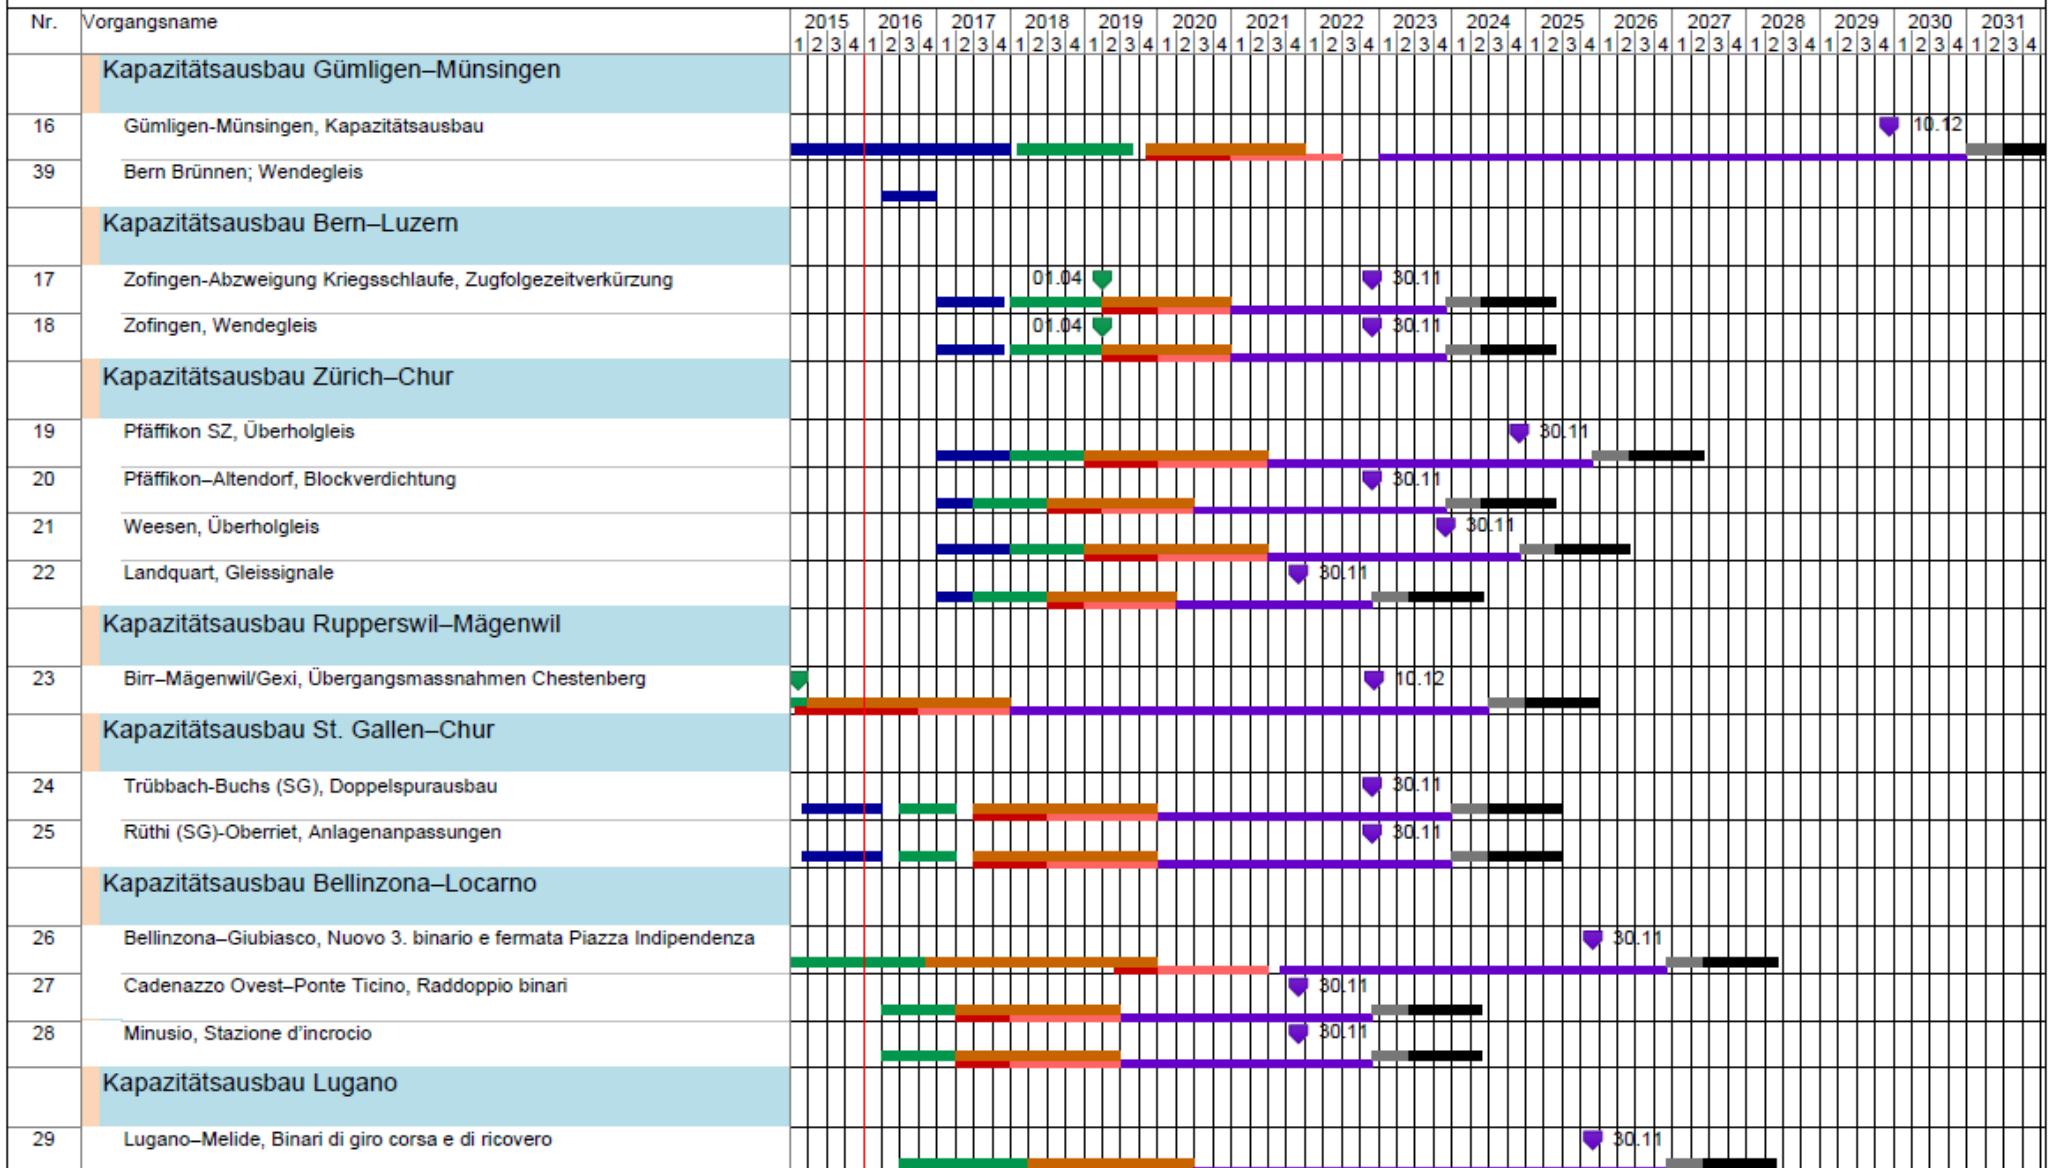 Nr. Vorgangsname 2015 2016 2017 2018 2019 2020 2021 2022 2023 2024 2025 2026 2027 2028 2029 2030 2031
1 2 3 4 1 2 3 4 1 2 3 4 1 2 3 4 1 2 3 4 1 2 3 4 1 2 3 4 1 2 3 4 1 2 3 4 1 2 3 4 1 2 3 4 1 2 3 4 1 2 3 4 1 2 3 4 1 2 3 4 1 2 3 4 1 2 3 4
Kapazitätsausbau Gümligen–Münsingen
16 Gümligen-Münsingen, Kapazitätsausbau 10.12
39 Bern Brünnen; Wendegleis
Kapazitätsausbau Bern–Luzern
17 Zofingen-Abzweigung Kriegsschlaufe, Zugfolgezeitverkürzung 01.04 30.11
18 Zofingen, Wendegleis 01.04 30.11
Kapazitätsausbau Zürich–Chur
19 Pfäffikon SZ, Überholgleis 30.11
20 Pfäffikon–Altendorf, Blockverdichtung 30.11
21 Weesen, Überholgleis 30.11
22 Landquart, Gleissignale 30.11
Kapazitätsausbau Rupperswil–Mägenwil
23 Birr–Mägenwil/Gexi, Übergangsmassnahmen Chestenberg 10.12
Kapazitätsausbau St. Gallen–Chur
24 Trübbach-Buchs (SG), Doppelspurausbau 30.11
25 Rüthi (SG)-Oberriet, Anlagenanpassungen 30.11
Kapazitätsausbau Bellinzona–Locarno
26 Bellinzona–Giubiasco, Nuovo 3. binario e fermata Piazza Indipendenza 30.11
27 Cadenazzo Ovest–Ponte Ticino, Raddoppio binari 30.11
28 Minusio, Stazione d'incrocio 30.11
Kapazitätsausbau Lugano
29 Lugano–Melide, Binari di giro corsa e di ricovero 30.11